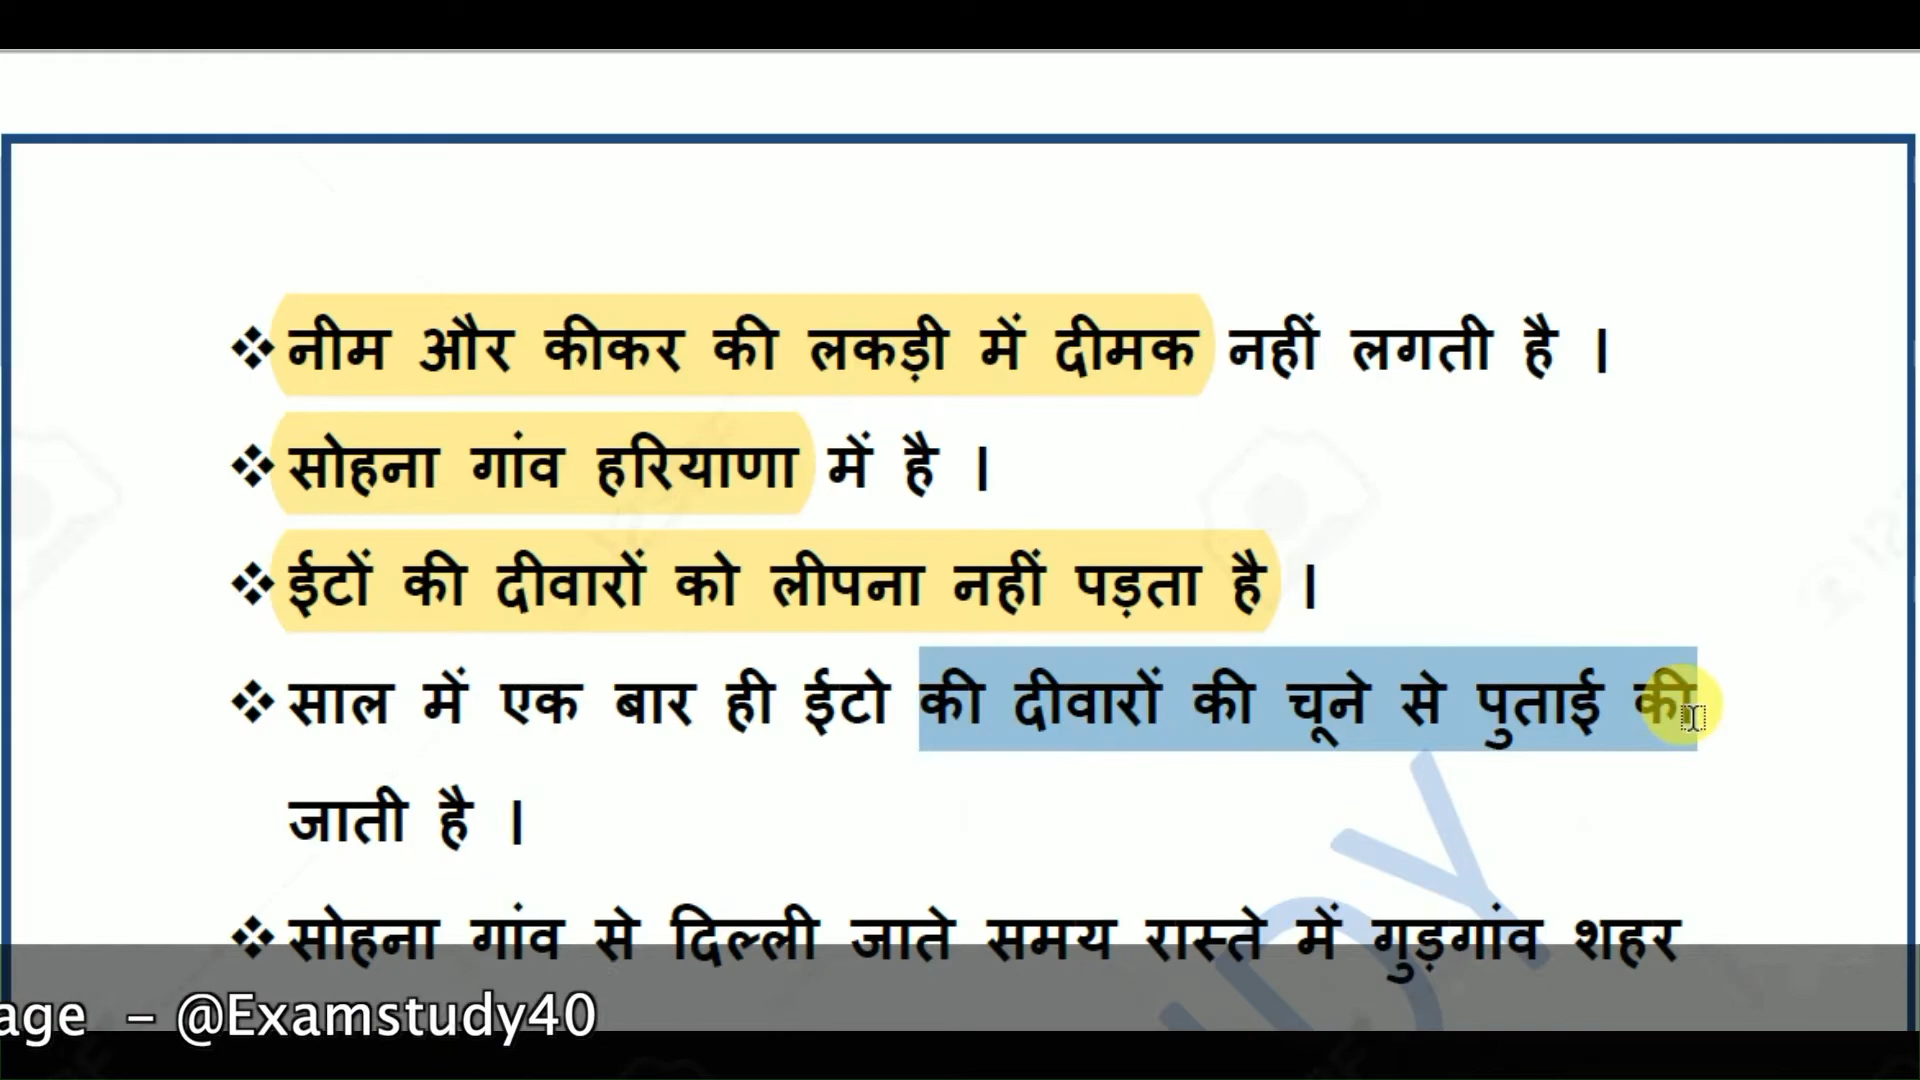 ❖ नीम और कीकर की लकड़ी में दीमक नहीं लगती है ।
❖ सोहना गांव हरियाणा में है ।
❖ ईटों की दीवारों को लीपना नहीं पड़ता है ।
❖ साल में एक बार ही ईटो की दीवारों की चूने से पुताई की
जाती है ।
❖ सोहना गांव से दिल्ली जाते समय रास्ते में गुड़गांव शहर
age – @Examstudy40